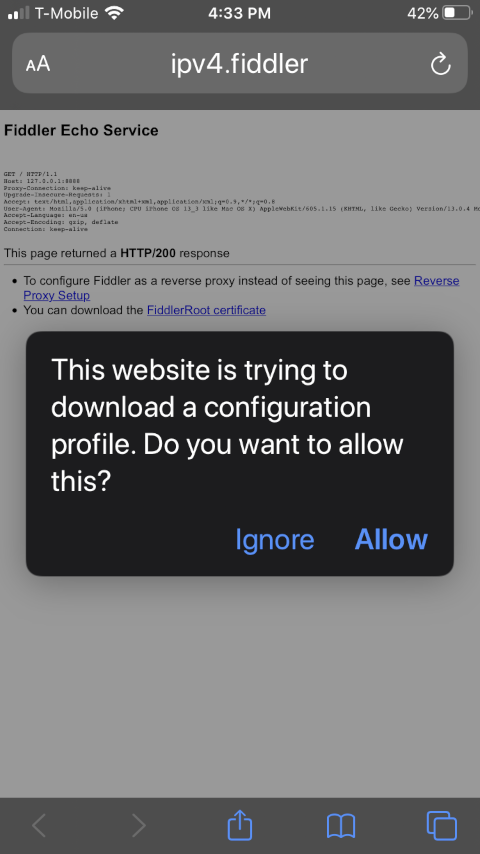 T-Mobile 4:33 PM 42%
AA ipv4.fiddler
Fiddler Echo Service
GET / HTTP/1.1
Host: 127.0.0.1:8888
Proxy-Connection: keep-alive
Upgrade-Insecure-Requests: 1
Accept: text/html,application/xhtml+xml,application/xml;q=0.9,*/*;q=0.8
User-Agent: Mozilla/5.0 (iPhone; CPU iPhone OS 13_3 like Mac OS X) AppleWebKit/605.1.15 (KHTML, like Gecko) Version/13.0.4 Mo
Accept-Language: en-us
Accept-Encoding: gzip, deflate
Connection: keep-alive
This page returned a HTTP/200 response
• To configure Fiddler as a reverse proxy instead of seeing this page, see Reverse
Proxy Setup
• You can download the FiddlerRoot certificate
This website is trying to
download a configuration
profile. Do you want to allow
this?
Ignore Allow